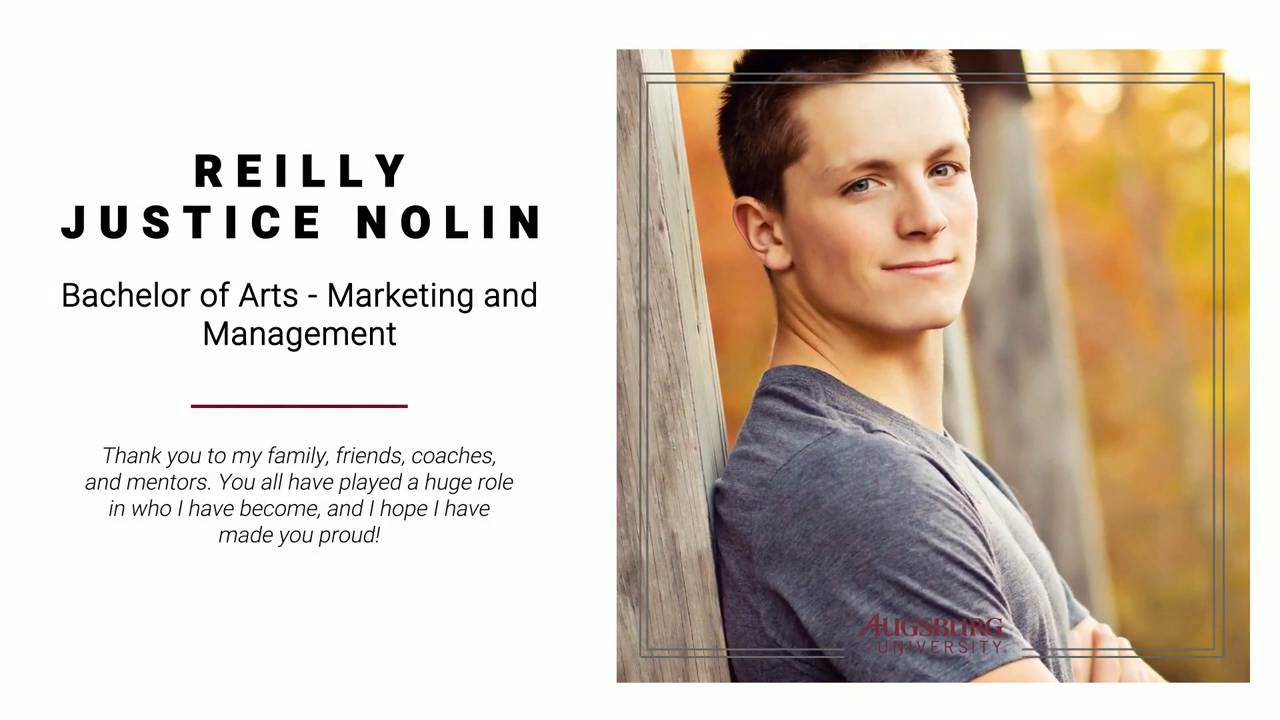 REILLY
JUSTICE NOLIN
Bachelor of Arts - Marketing and
Management
Thank you to my family, friends, coaches,
and mentors. You all have played a huge role
in who I have become, and I hope I have
made you proud!
AUGSBURG
UNIVERSITY